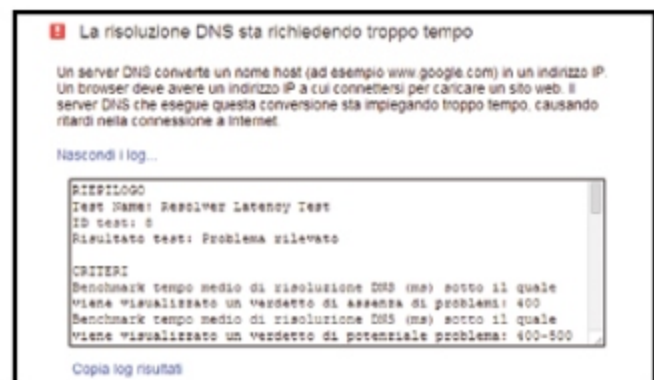 La risoluzione DNS sta richiedendo troppo tempo
Un server DNS converte un nome host (ad esempio www.google.com) in un indirizzo IP.
Un browser deve avere un indirizzo IP a cui connettersi per caricare un sito web. Il
server DNS che esegue questa conversione sta impiegando troppo tempo, causando
ritardi nella connessione a Internet.
Nascondi i log...
RIEPILOGO
Test Name: Resolver Latency Test
ID test: 8
Risultato test: Problema rilevato
CRITERI
Benchmark tempo medio di risoluzione DNS (ms) sotto il quale
viene visualizzato un verdetto di assenza di problemi: 400
Benchmark tempo medio di risoluzione DNS (ms) sotto il quale
viene visualizzato un verdetto di potenziale problema: 400-500
Copia log risultati